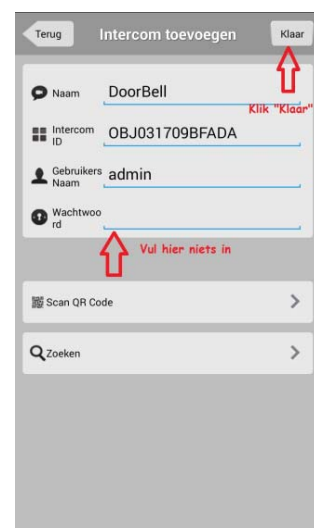 Terug
Intercom toevoegen
Klaar
Naam
DoorBell
Klik "Klaar"
Intercom
ID
OBJ031709BFADA
Gebruikers
Naam
admin
Wachtwoo
rd
Vul hier niets in
Scan QR Code
Zoeken